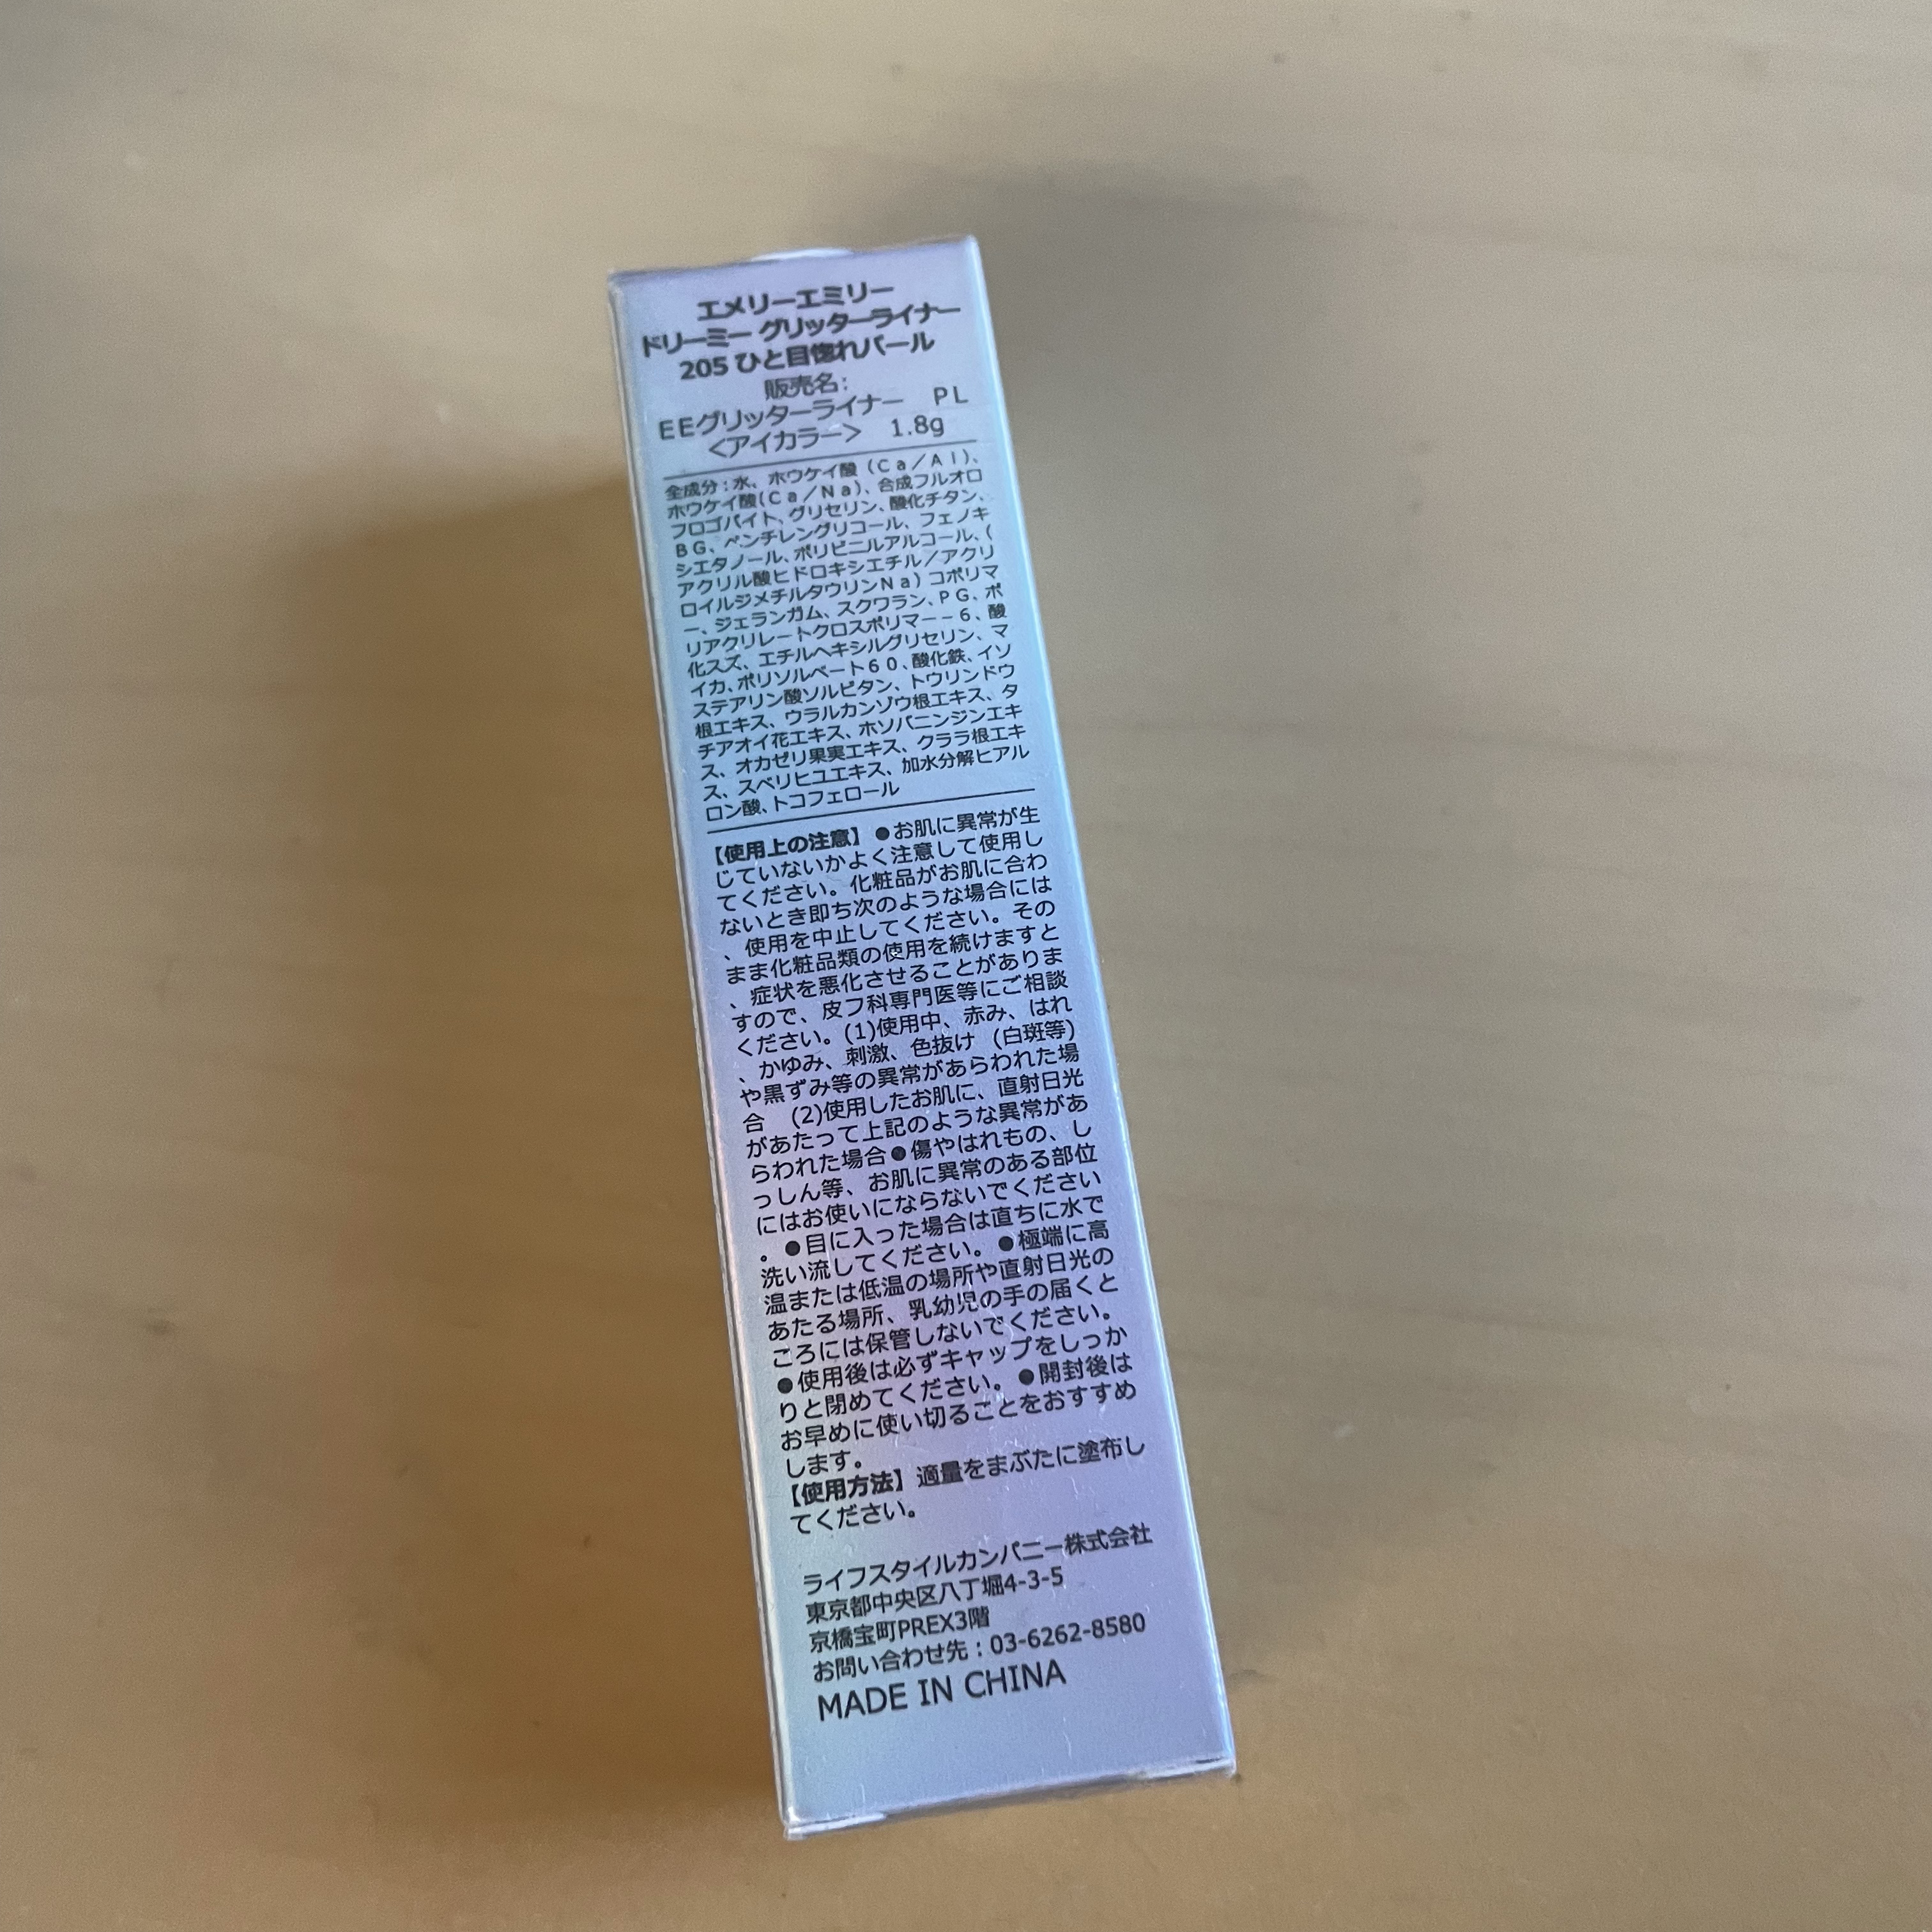 エメリーエミリー
ドリーミー グリッターライナー
205 ひと目惚れパール
販売名:
EEグリッターライナー　PL
<アイカラー>　1.8g
全成分:水、ホウケイ酸（Ca／Al）、
ホウケイ酸(Ca／Na)、合成フルオロ
フロゴパイト、グリセリン、酸化チタン、
BG、ペンチレングリコール、フェノキ
シエタノール、ポリビニルアルコール、(
アクリル酸ヒドロキシエチル／アクリ
ロイルジメチルタウリンNa）コポリマ
ー、ジェランガム、スクワラン、PG、ポ
リアクリレートクロスポリマー－6、酸
化スズ、エチルヘキシルグリセリン、マ
イカ、ポリソルベート60、酸化鉄、イソ
ステアリン酸ソルビタン、トウリンドウ
根エキス、ウラルカンゾウ根エキス、タ
チアオイ花エキス、ホソバニンジンエキ
ス、オカゼリ果実エキス、クララ根エキ
ス、スベリヒユエキス、加水分解ヒアル
ロン酸、トコフェロール
【使用上の注意】●お肌に異常が生
じていないかよく注意して使用し
てください。化粧品がお肌に合わ
ないとき即ち次のような場合には
、使用を中止してください。その
まま化粧品類の使用を続けますと
、症状を悪化させることがありま
すので、皮フ科専門医等にご相談
ください。(1)使用中、赤み、はれ
、かゆみ、刺激、色抜け（白斑等)
や黒ずみ等の異常があらわれた場
合　(2)使用したお肌に、直射日光
があたって上記のような異常があ
らわれた場合●傷やはれもの、し
っしん等、お肌に異常のある部位
にはお使いにならないでください
。●目に入った場合は直ちに水で
洗い流してください。●極端に高
温または低温の場所や直射日光の
あたる場所、乳幼児の手の届くと
ころには保管しないでください。
●使用後は必ずキャップをしっか
りと閉めてください。●開封後は
お早めに使い切ることをおすすめ
します。
【使用方法】適量をまぶたに塗布し
てください。
ライフスタイルカンパニー株式会社
東京都中央区八丁堀4-3-5
京橋宝町PREX3階
お問い合わせ先：03-6262-8580
MADE IN CHINA